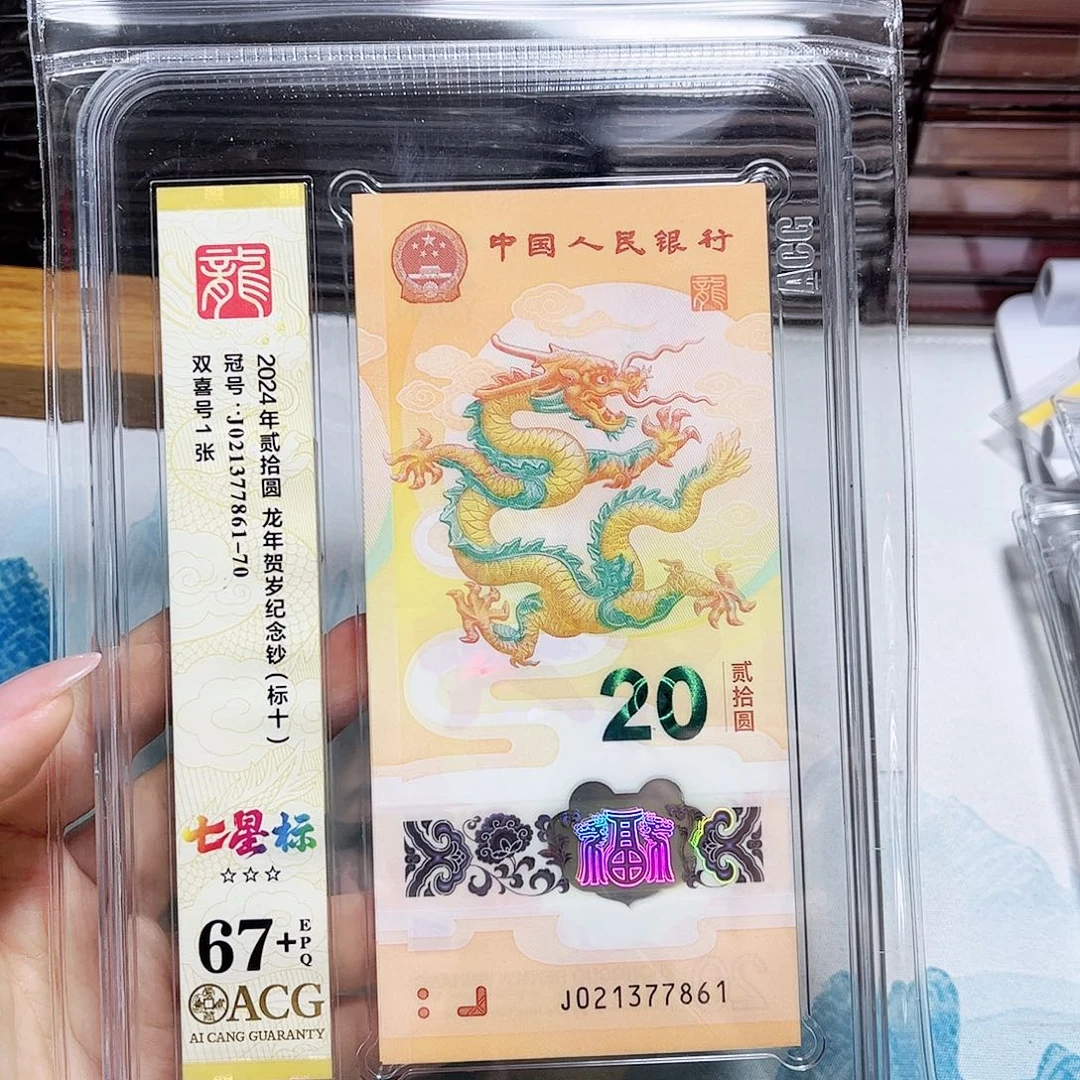 龍
2024年贰拾圆 龙年贺岁纪念钞(标十)
冠号:J021377861-70
双喜号1张
七星标
☆☆☆
67+
EPQ
ACG
AI CANG GUARANTY
中国人民银行
龍
20
贰拾圆
福
J021377861
ACG